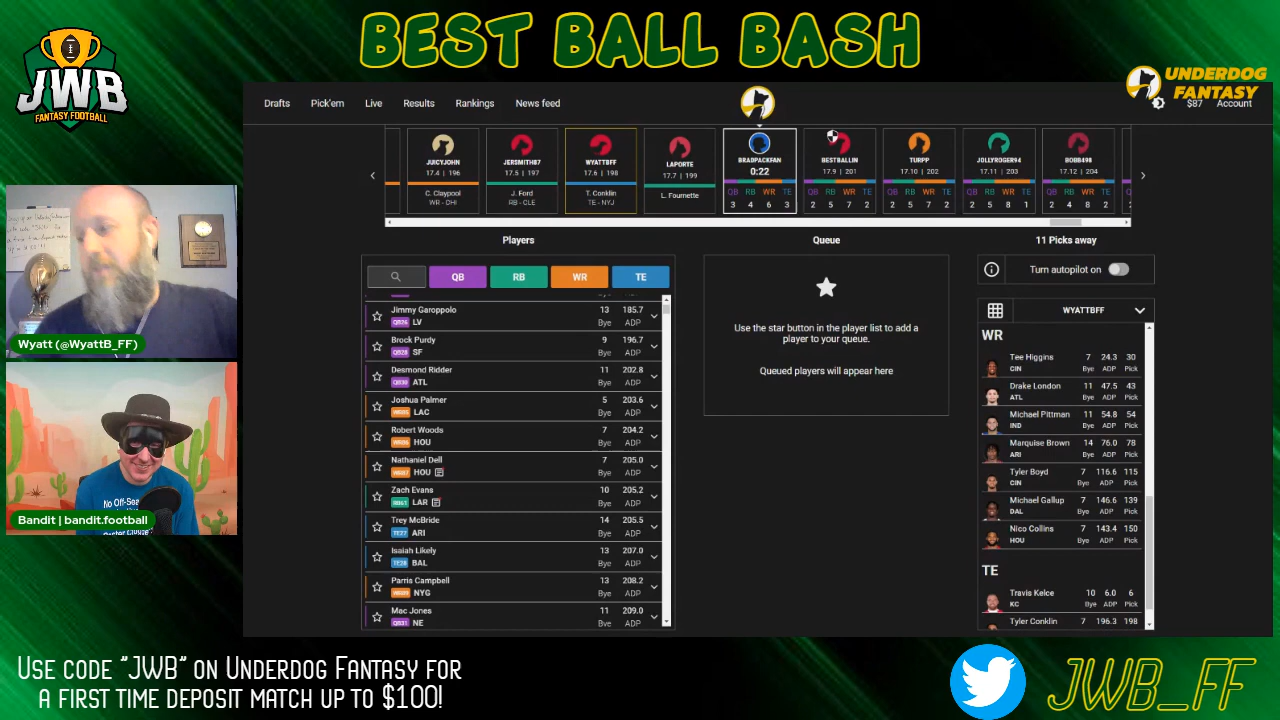 BEST BALL BASH
JWB
FANTASY FOOTBALL
UNDERDOG
FANTASY
Drafts
Pick'em
Live
Results
Rankings
News feed
$87
Account
JUICYJOHN
17.4 | 196
C. Claypool
WR - DHI
JERSMITH87
17.5 | 197
J. Ford
RB - CLE
WYATTBFF
17.6 | 198
T. Conklin
TE - NYJ
LAPORTE
17.7 | 199
L. Fournette
BRADPACKFAN
0:22
QB RB WR TE
3 4 6 3
BESTBALLIN
17.9 | 201
QB RB WR TE
2 5 7 2
TURPP
17.10 | 202
QB RB WR TE
2 5 7 2
JOLLYROGER94
17.11 | 203
QB RB WR TE
2 5 8 1
BOBB498
17.12 | 204
QB RB WR TE
2 4 8 2
Players
Queue
11 Picks away
QB
RB
WR
TE
Jimmy Garoppolo 13 185.7
QB26 LV Bye ADP
Brock Purdy 9 196.7
QB28 SF Bye ADP
Desmond Ridder 11 202.8
QB30 ATL Bye ADP
Joshua Palmer 5 203.6
LAC Bye ADP
Robert Woods 7 204.2
HOU Bye ADP
Nathaniel Dell 7 205.0
HOU Bye ADP
Zach Evans 10 205.2
LAR Bye ADP
Trey McBride 14 205.5
TE27 ARI Bye ADP
Isaiah Likely 13 207.0
TE28 BAL Bye ADP
Parris Campbell 13 208.2
NYG Bye ADP
Mac Jones 11 209.0
QB31 NE Bye ADP
Use the star button in the player list to add a
player to your queue.
Queued players will appear here
Turn autopilot on
WYATTBFF
WR
Tee Higgins 7 24.3 30
CIN Bye ADP Pick
Drake London 11 47.5 43
ATL Bye ADP Pick
Michael Pittman 11 54.8 54
IND Bye ADP Pick
Marquise Brown 14 76.0 78
ARI Bye ADP Pick
Tyler Boyd 7 116.6 115
CIN Bye ADP Pick
Michael Gallup 7 146.6 139
DAL Bye ADP Pick
Nico Collins 7 143.4 150
HOU Bye ADP Pick
TE
Travis Kelce 10 6.0 6
KC Bye ADP Pick
Tyler Conklin 7 196.3 198
Wyatt (@WyattB_FF)
No Off-Sea
Bandit | bandit.football
USE CODE "JWB" ON UNDERDOG FANTASY FOR
A FIRST TIME DEPOSIT MATCH UP TO $100!
JWB_FF